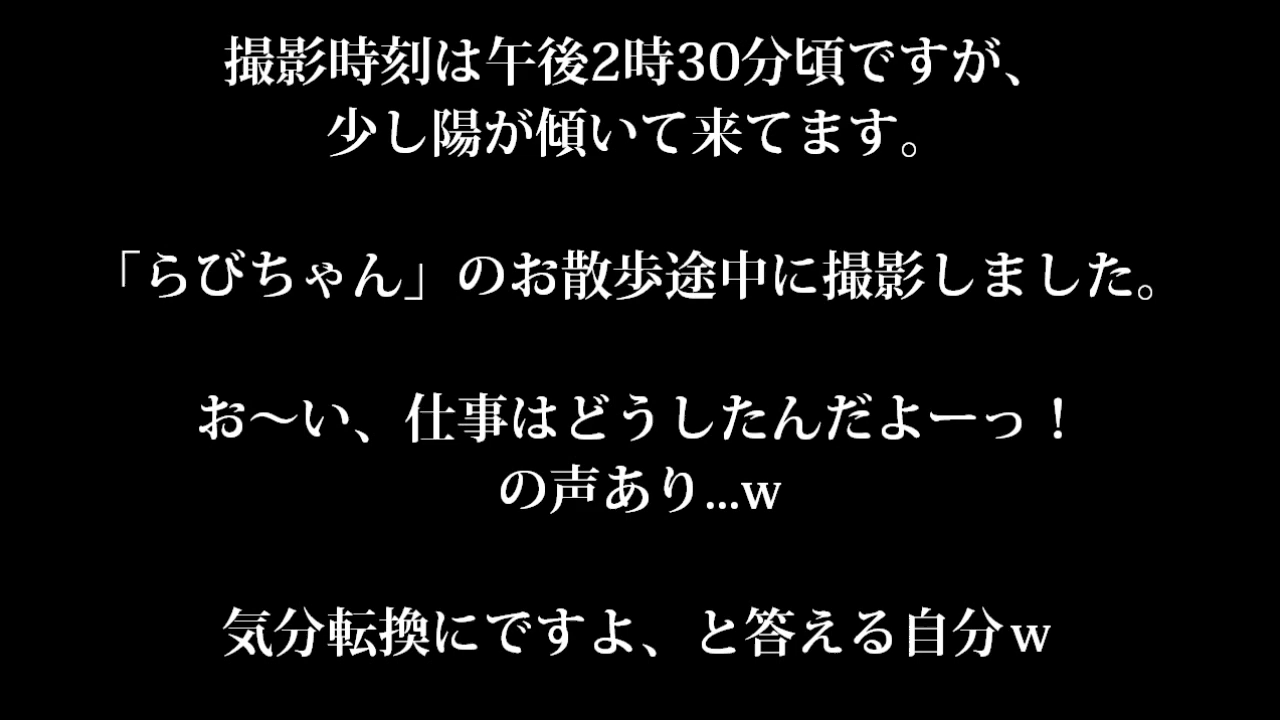 撮影時刻は午後2時30分頃ですが、
少し陽が傾いて来てます。
「らびちゃん」のお散歩途中に撮影しました。
お〜い、仕事はどうしたんだよーっ！
の声あり...w
気分転換にですよ、と答える自分ｗ